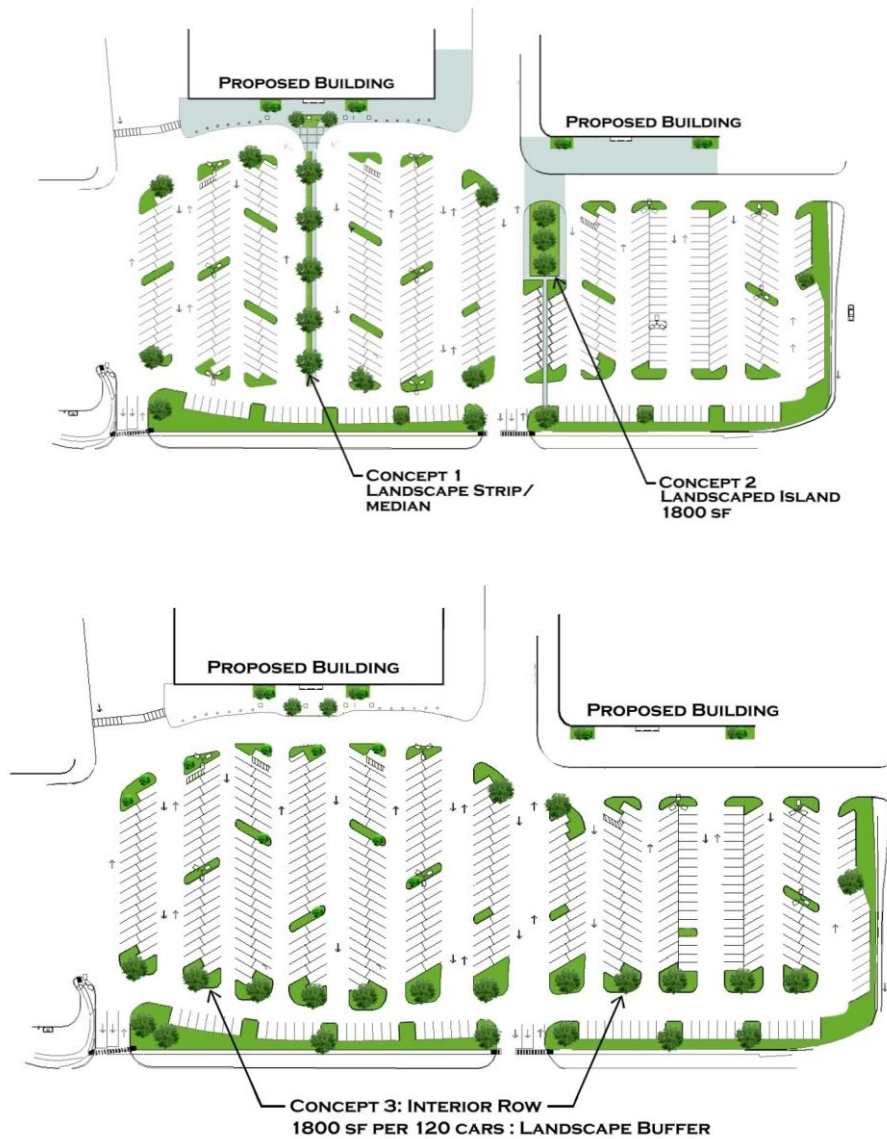 PROPOSED BUILDING
PROPOSED BUILDING
CONCEPT 1
LANDSCAPE STRIP/
MEDIAN
CONCEPT 2
LANDSCAPED ISLAND
1800 SF
PROPOSED BUILDING
PROPOSED BUILDING
CONCEPT 3: INTERIOR ROW
1800 SF PER 120 CARS : LANDSCAPE BUFFER